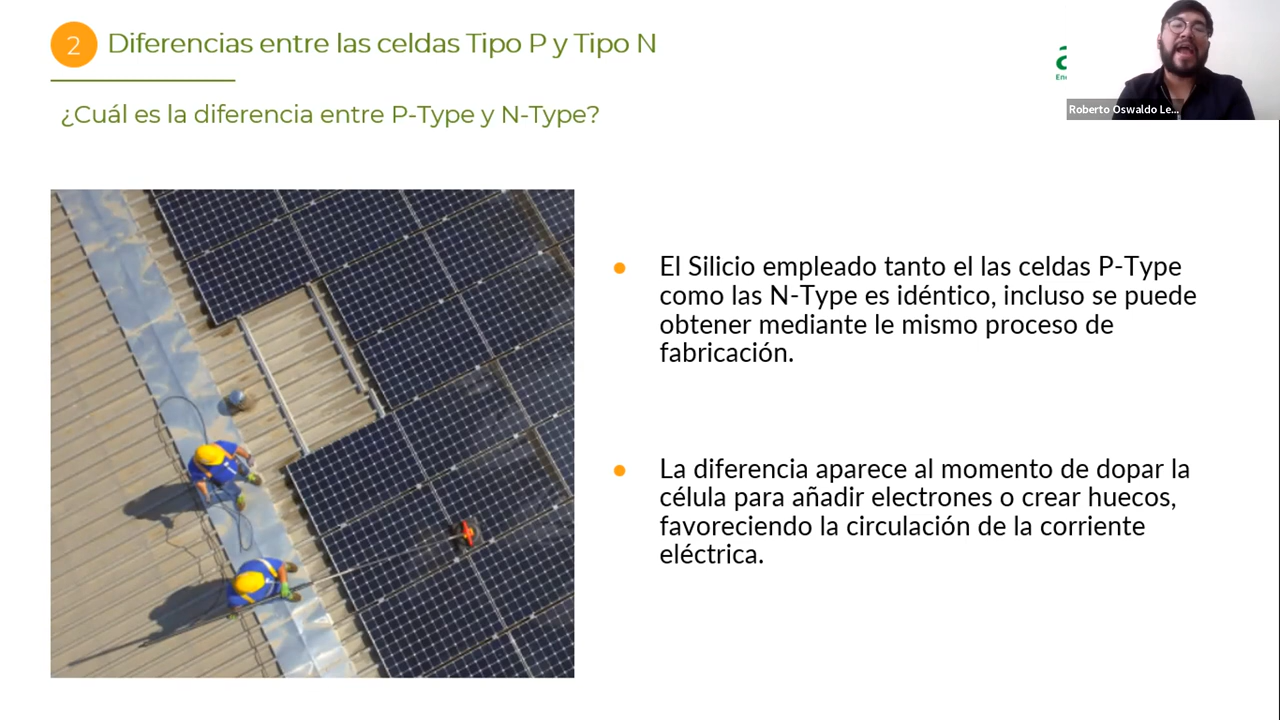 2 Diferencias entre las celdas Tipo P y Tipo N
¿Cuál es la diferencia entre P-Type y N-Type?
Roberto Oswaldo Le...
El Silicio empleado tanto el las celdas P-Type
como las N-Type es idéntico, incluso se puede
obtener mediante le mismo proceso de
fabricación.
La diferencia aparece al momento de dopar la
célula para añadir electrones o crear huecos,
favoreciendo la circulación de la corriente
eléctrica.